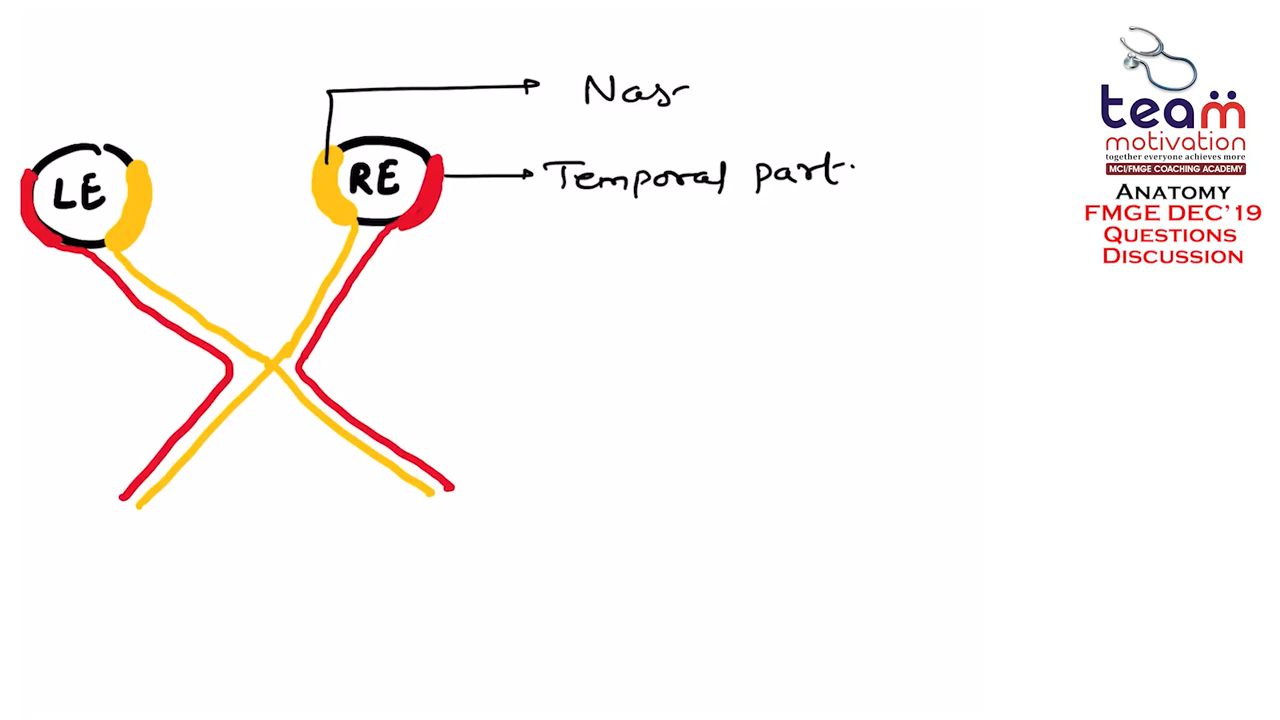 Nas
Temporal part.
LE
RE
team
motivation
together everyone achieves more
MCI/FMGE COACHING ACADEMY
ANATOMY
FMGE DEC'19
QUESTIONS
DISCUSSION